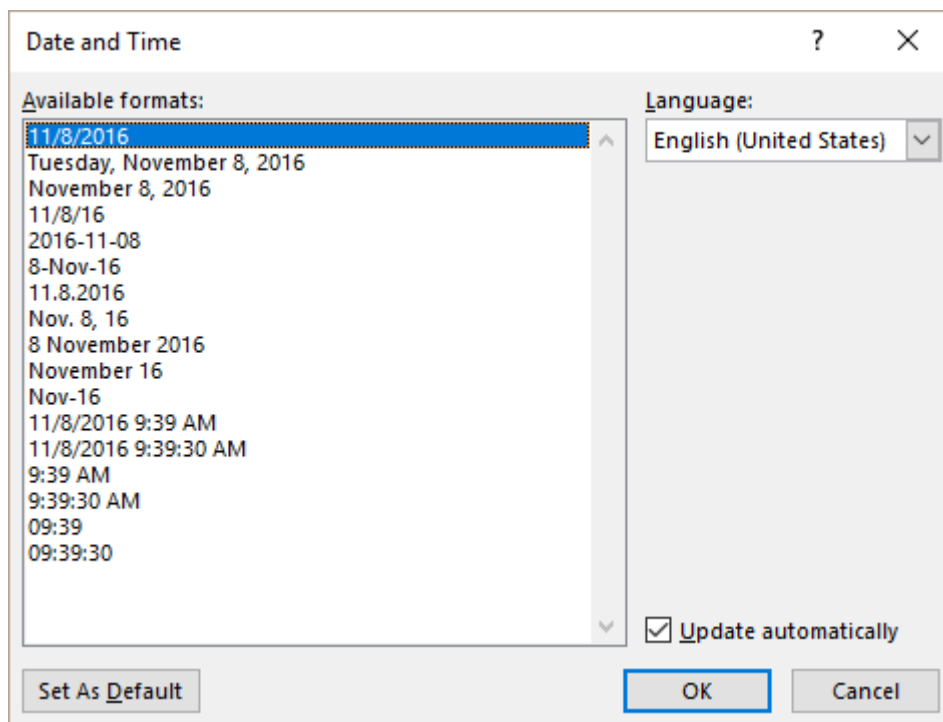 Date and Time
?
Available formats:
Language:
11/8/2016
English (United States)
Tuesday, November 8, 2016
November 8, 2016
11/8/16
2016-11-08
8-Nov-16
11.8.2016
Nov. 8, 16
8 November 2016
November 16
Nov-16
11/8/2016 9:39 AM
11/8/2016 9:39:30 AM
9:39 AM
9:39:30 AM
09:39
09:39:30
Update automatically
Set As Default
OK
Cancel